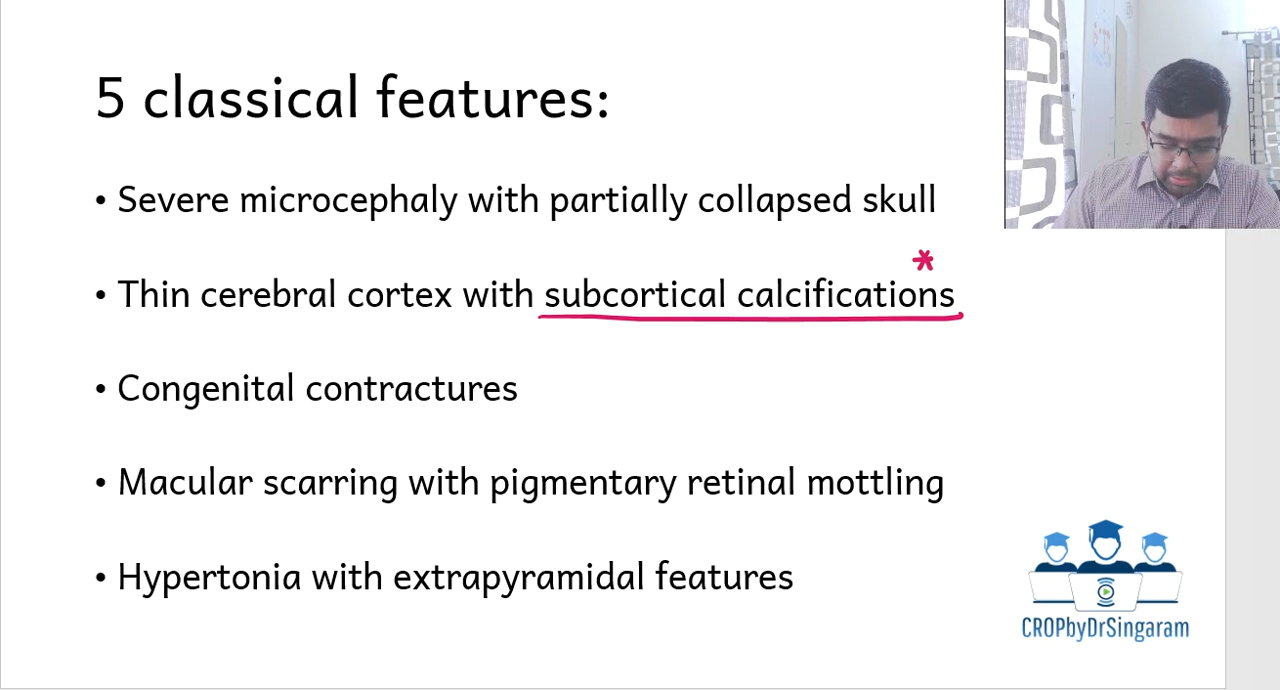 5 classical features:
• Severe microcephaly with partially collapsed skull
*
• Thin cerebral cortex with subcortical calcifications
• Congenital contractures
• Macular scarring with pigmentary retinal mottling
• Hypertonia with extrapyramidal features
CROPbyDrSingaram